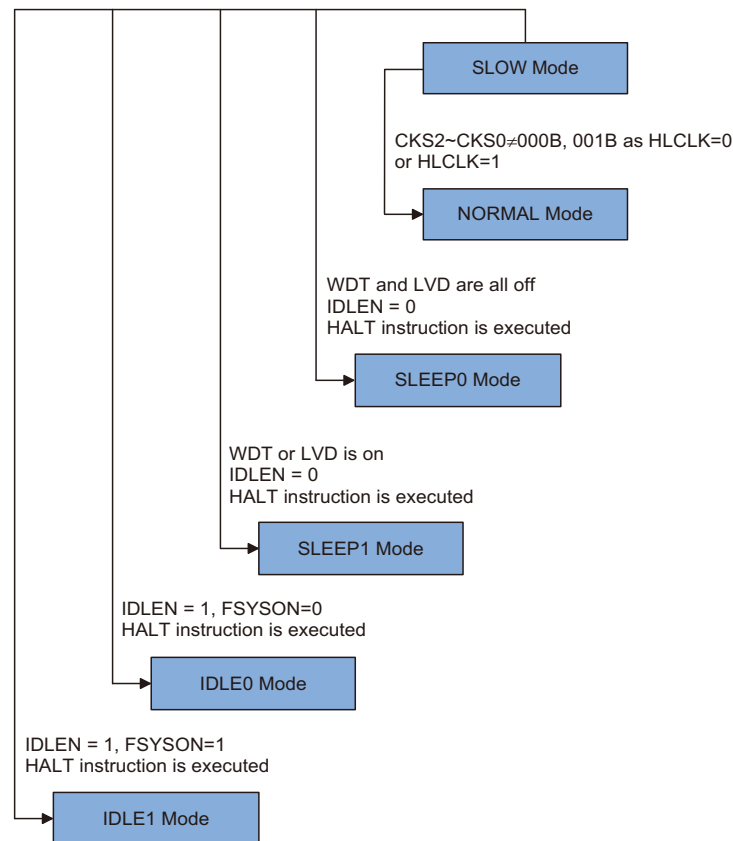 SLOW Mode
CKS2~CKS0≠000B, 001B as HLCLK=0
or HLCLK=1
NORMAL Mode
WDT and LVD are all off
IDLEN = 0
HALT instruction is executed
SLEEP0 Mode
WDT or LVD is on
IDLEN = 0
HALT instruction is executed
SLEEP1 Mode
IDLEN = 1, FSYSON=0
HALT instruction is executed
IDLE0 Mode
IDLEN = 1, FSYSON=1
HALT instruction is executed
IDLE1 Mode